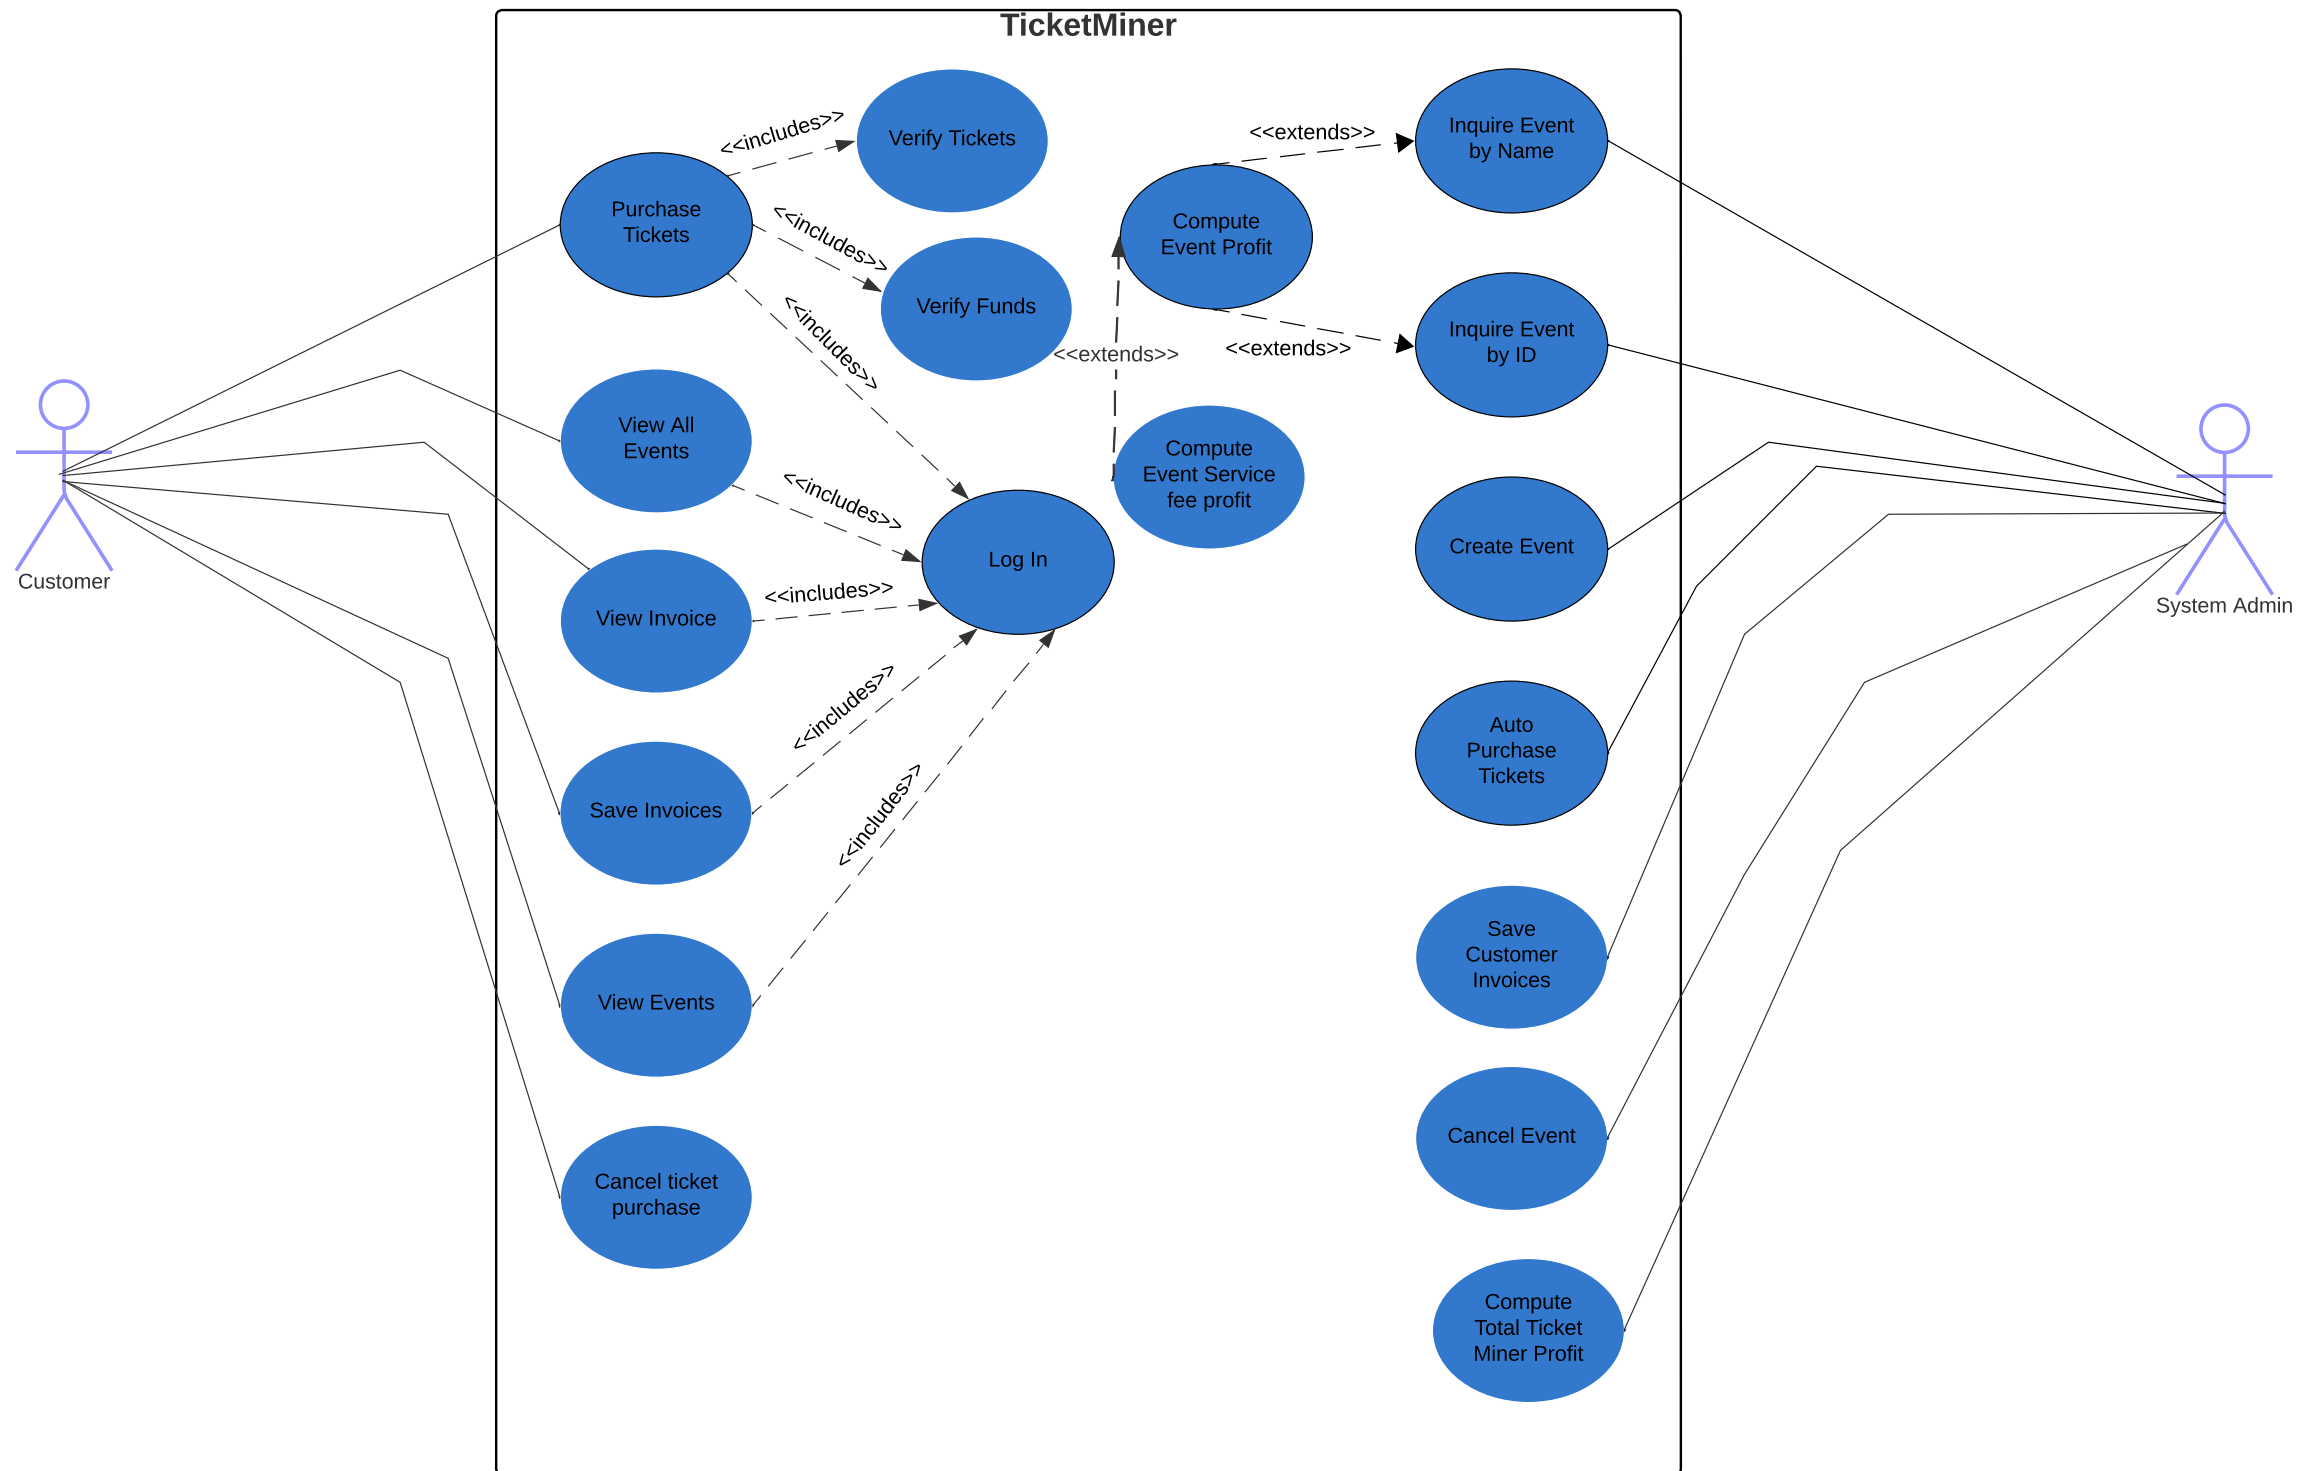 TicketMiner
<<includes>>
Verify Tickets
<<extends>>
Inquire Event
by Name
Purchase
Tickets
<<includes>>
Compute
Event Profit
Verify Funds
<<includes>>
<<extends>>
<<extends>>
Inquire Event
by ID
View All
Events
<<includes>>
Compute
Event Service
fee profit
Customer
Log In
Create Event
System Admin
View Invoice
<<includes>>
<<includes>>
Auto
Purchase
Tickets
Save Invoices
<<includes>>
Save
Customer
Invoices
View Events
Cancel Event
Cancel ticket
purchase
Compute
Total Ticket
Miner Profit